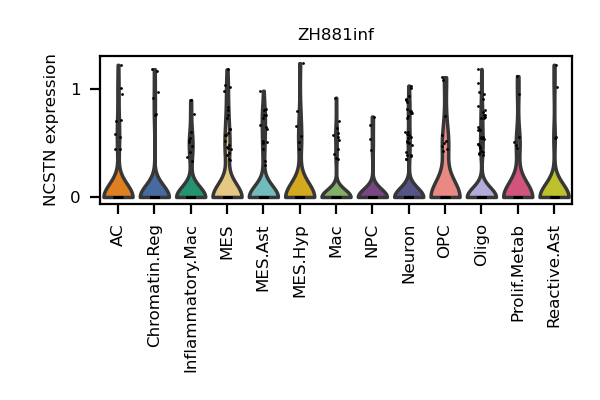 ZH881inf
NCSTN expression
1
0
AC
Chromatin.Reg
Inflammatory.Mac
MES
MES.Ast
MES.Hyp
Mac
NPC
Neuron
OPC
Oligo
Prolif.Metab
Reactive.Ast